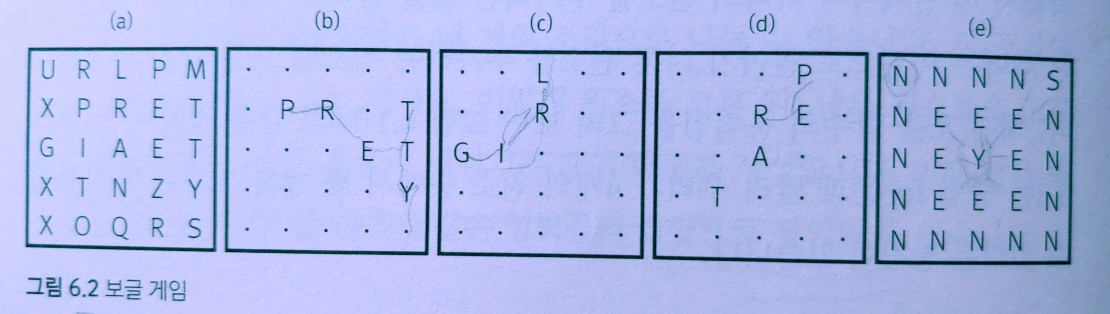 (a) (b) (c) (d) (e)
U R L P M · · · · · · · L · · · · · P · N N N N S
X P R E T · P R · T · · R · · · · R E · N E E E N
G I A E T · · · E T G I · · · · · A · · N E Y E N
X T N Z Y · · · · Y · · · · · · T · · · N E E E N
X O Q R S · · · · · · · · · · · · · · · N N N N N
그림 6.2 보글 게임